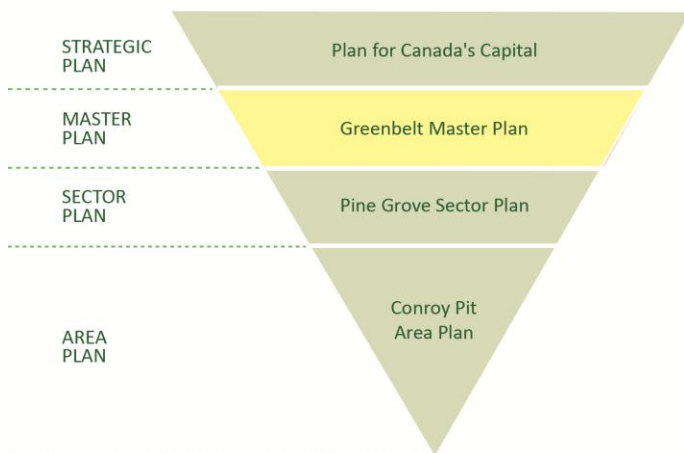 STRATEGIC
PLAN
Plan for Canada's Capital
MASTER
PLAN
Greenbelt Master Plan
SECTOR
PLAN
Pine Grove Sector Plan
AREA
PLAN
Conroy Pit
Area Plan